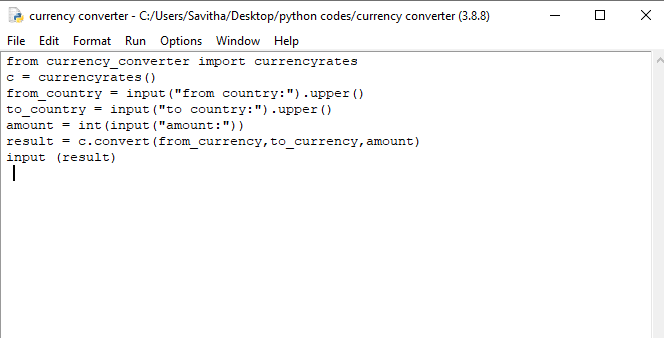 currency converter - C:/Users/Savitha/Desktop/python codes/currency converter (3.8.8)
File Edit Format Run Options Window Help
from currency_converter import currencyrates
c = currencyrates()
from_country = input("from country:").upper()
to_country = input("to country:").upper()
amount = int(input("amount:"))
result = c.convert(from_currency,to_currency,amount)
input (result)